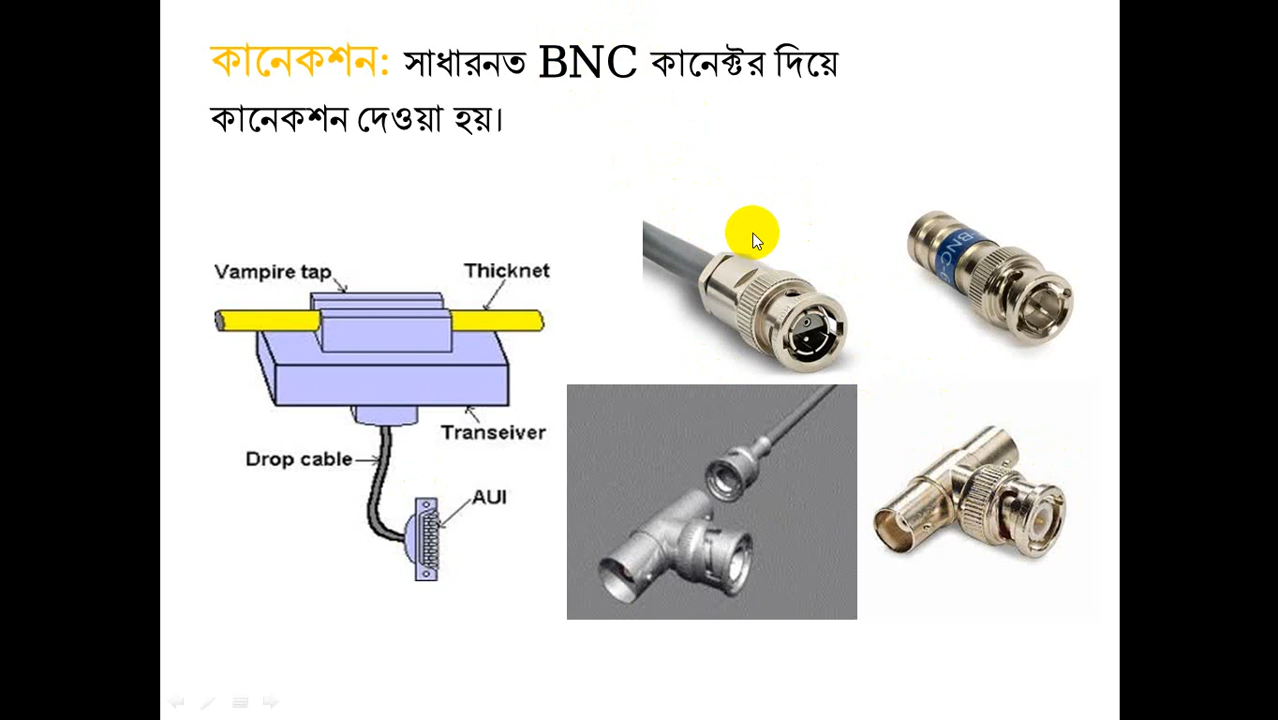 কানেকশন: সাধারনত BNC কানেক্টর দিয়ে
কানেকশন দেওয়া হয়।
Vampire tap
Thicknet
Transeiver
Drop cable
AUI